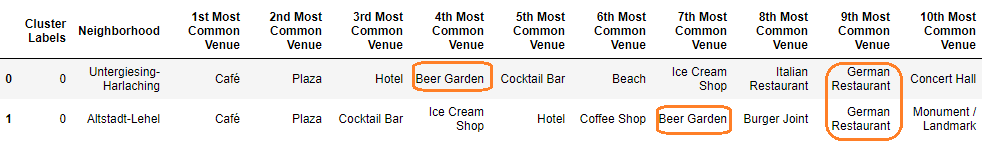 Cluster Labels Neighborhood 1st Most Common Venue 2nd Most Common Venue 3rd Most Common Venue 4th Most Common Venue 5th Most Common Venue 6th Most Common Venue 7th Most Common Venue 8th Most Common Venue 9th Most Common Venue 10th Most Common Venue
0 0 Untergiesing-Harlaching Café Plaza Hotel Beer Garden Cocktail Bar Beach Ice Cream Shop Italian Restaurant German Restaurant Concert Hall
1 0 Altstadt-Lehel Café Plaza Cocktail Bar Ice Cream Shop Hotel Coffee Shop Beer Garden Burger Joint German Restaurant Monument / Landmark